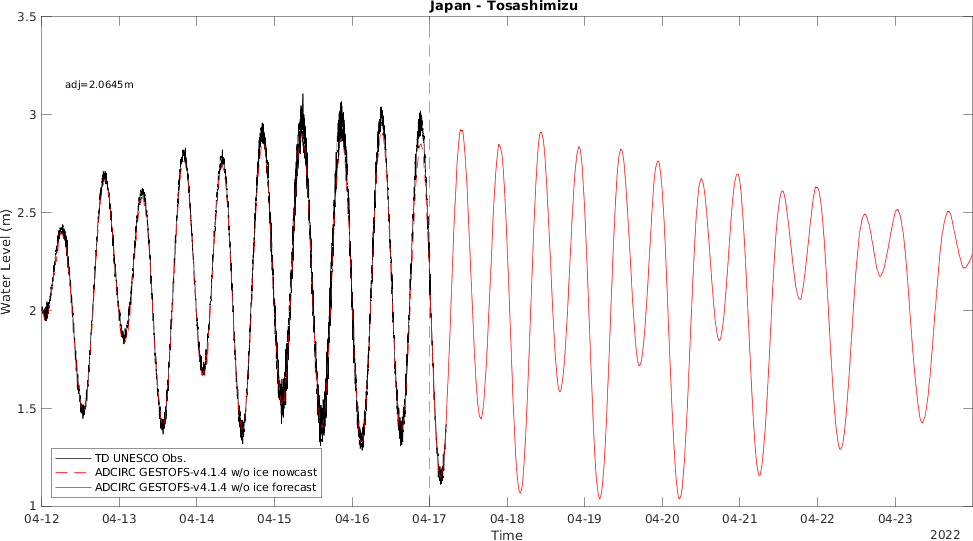 Japan - Tosashimizu
3.5
3
2.5
2
1.5
1
Water Level (m)
adj=2.0645m
TD UNESCO Obs.
ADCIRC GESTOFS-v4.1.4 w/o ice nowcast
ADCIRC GESTOFS-v4.1.4 w/o ice forecast
04-12 04-13 04-14 04-15 04-16 04-17 04-18 04-19 04-20 04-21 04-22 04-23
Time
2022